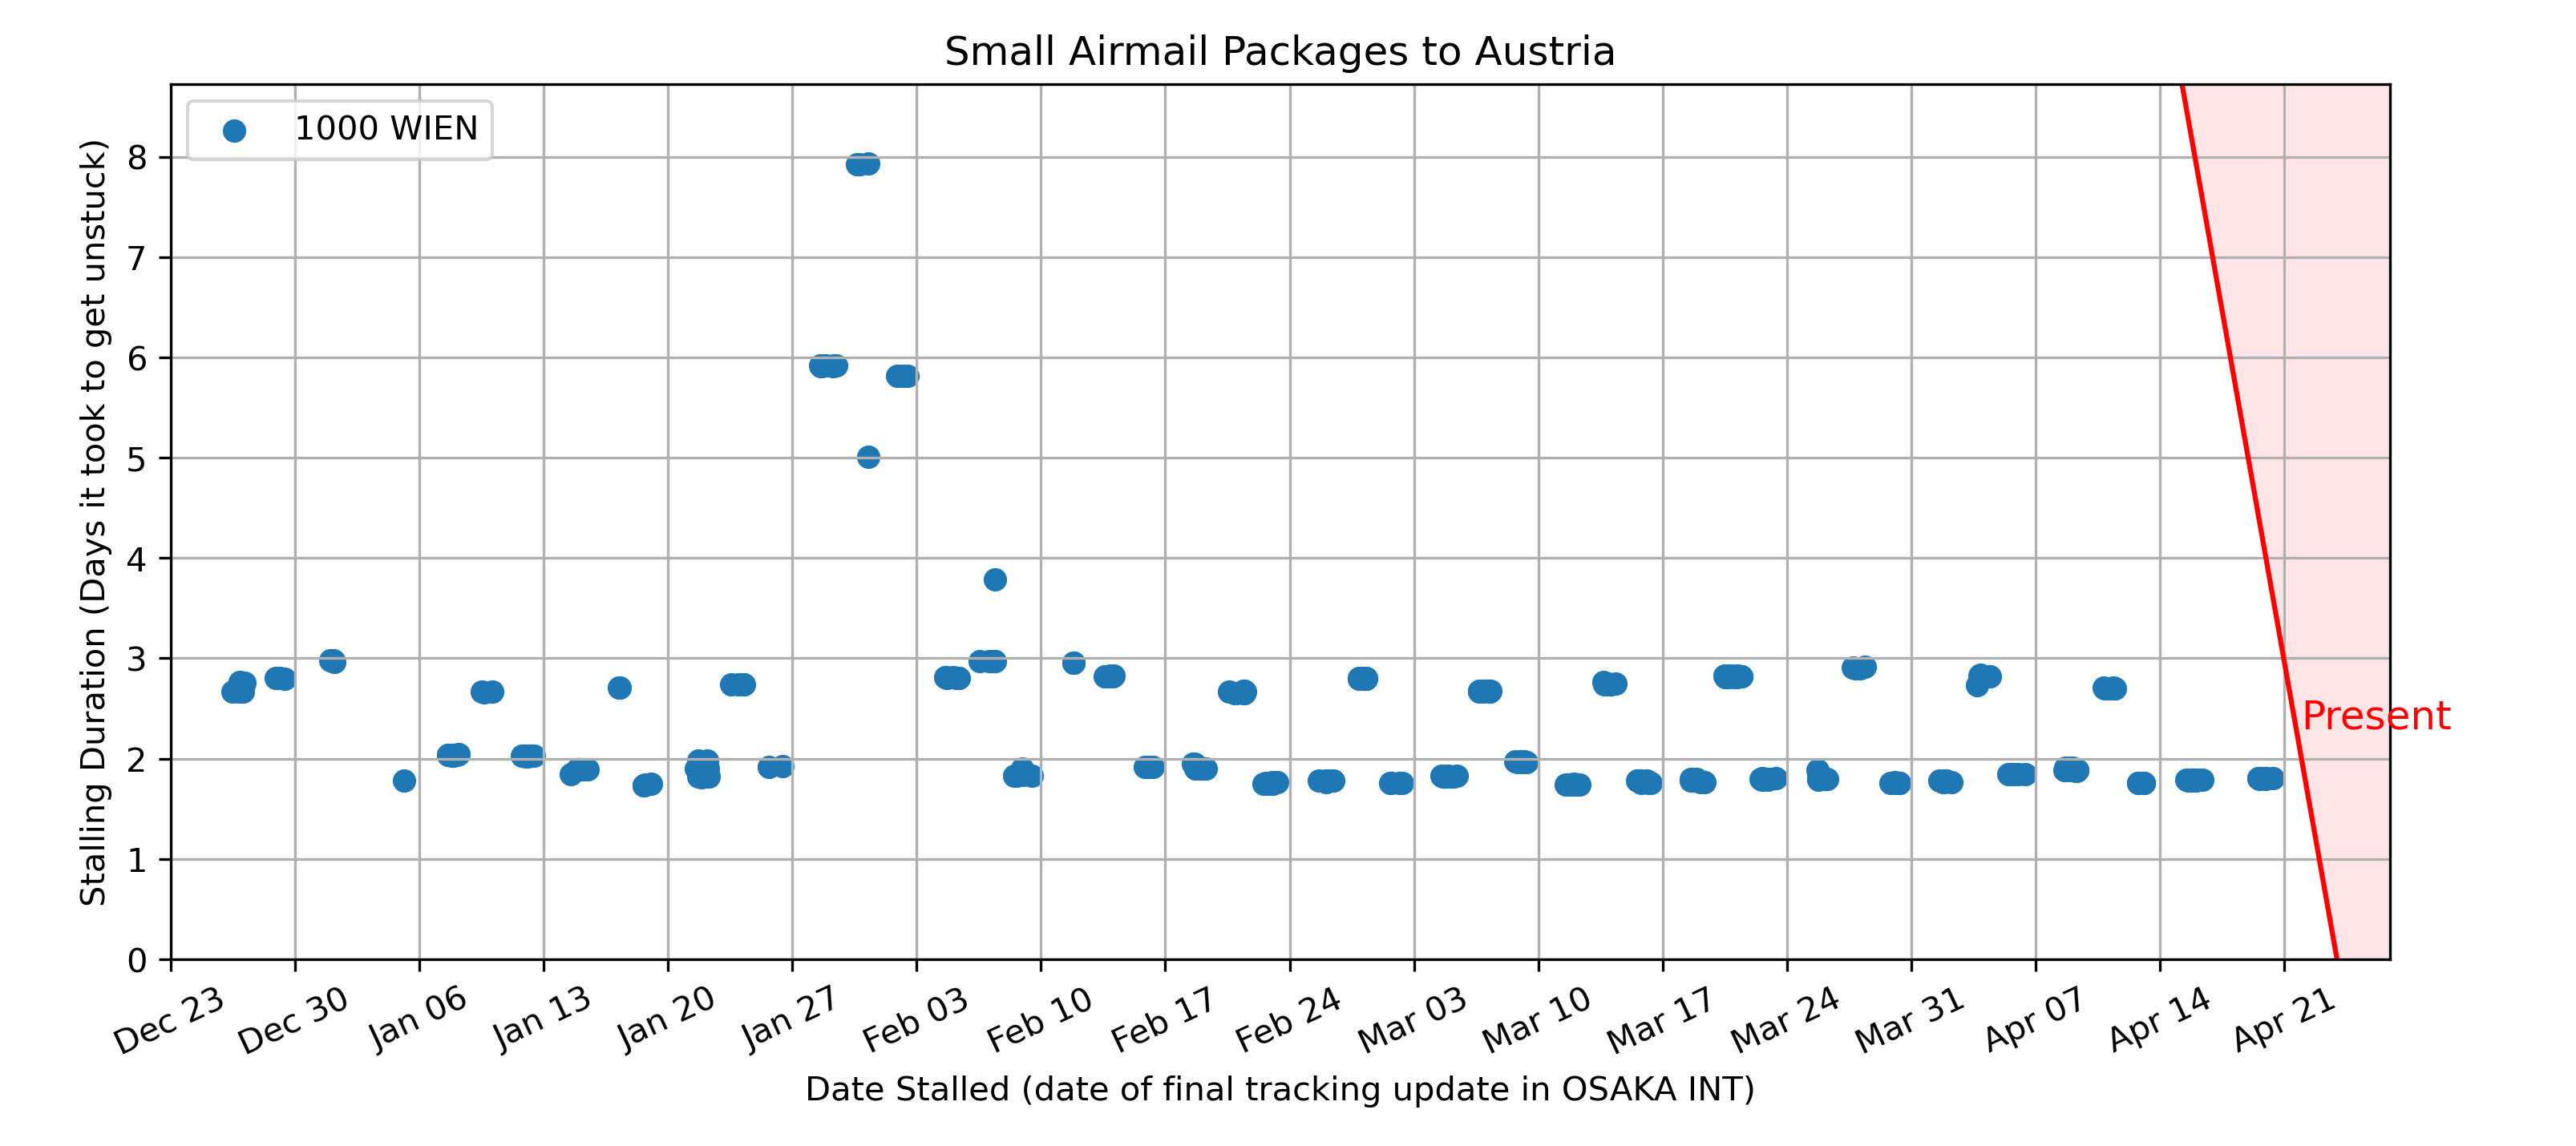 Small Airmail Packages to Austria
1000 WIEN
Stalling Duration (Days it took to get unstuck)
8
7
6
5
4
3
2
1
0
Present
Dec 23
Dec 30
Jan 06
Jan 13
Jan 20
Jan 27
Feb 03
Feb 10
Feb 17
Feb 24
Mar 03
Mar 10
Mar 17
Mar 24
Mar 31
Apr 07
Apr 14
Apr 21
Date Stalled (date of final tracking update in OSAKA INT)